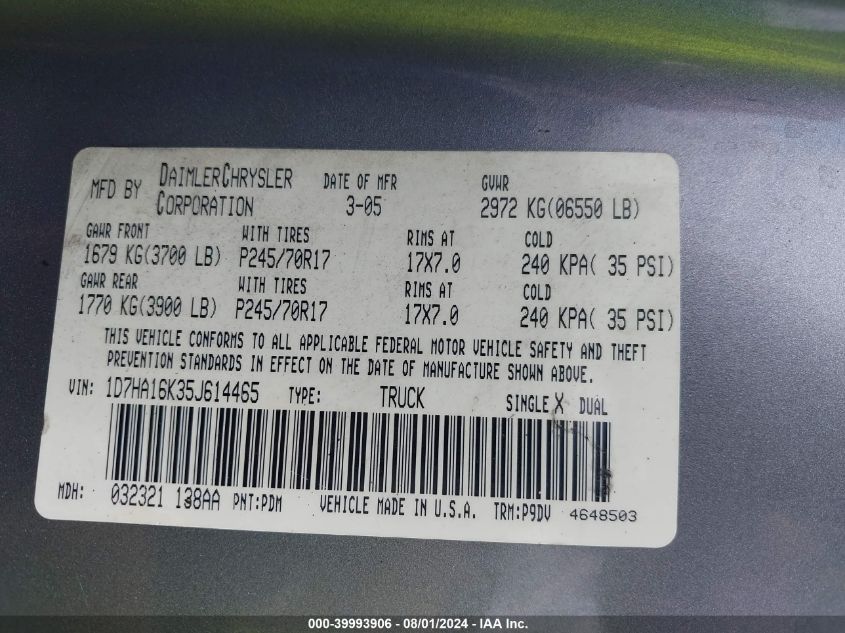 MFD BY DAIMLERCHRYSLER CORPORATION DATE OF MFR 3-05 GVWR 2972 KG(06550 LB)
GAWR FRONT WITH TIRES RIMS AT COLD
1679 KG(3700 LB) P245/70R17 17X7.0 240 KPA( 35 PSI)
GAWR REAR WITH TIRES RIMS AT COLD
1770 KG(3900 LB) P245/70R17 17X7.0 240 KPA( 35 PSI)
THIS VEHICLE CONFORMS TO ALL APPLICABLE FEDERAL MOTOR VEHICLE SAFETY AND THEFT
PREVENTION STANDARDS IN EFFECT ON THE DATE OF MANUFACTURE SHOWN ABOVE.
VIN: 1D7HA16K35J614465 TYPE: TRUCK SINGLE X DUAL
MDH: 032321 138AA PNT:PDM VEHICLE MADE IN U.S.A. TRM:P9DV 4648503
000-39993906 - 08/01/2024 - IAA Inc.